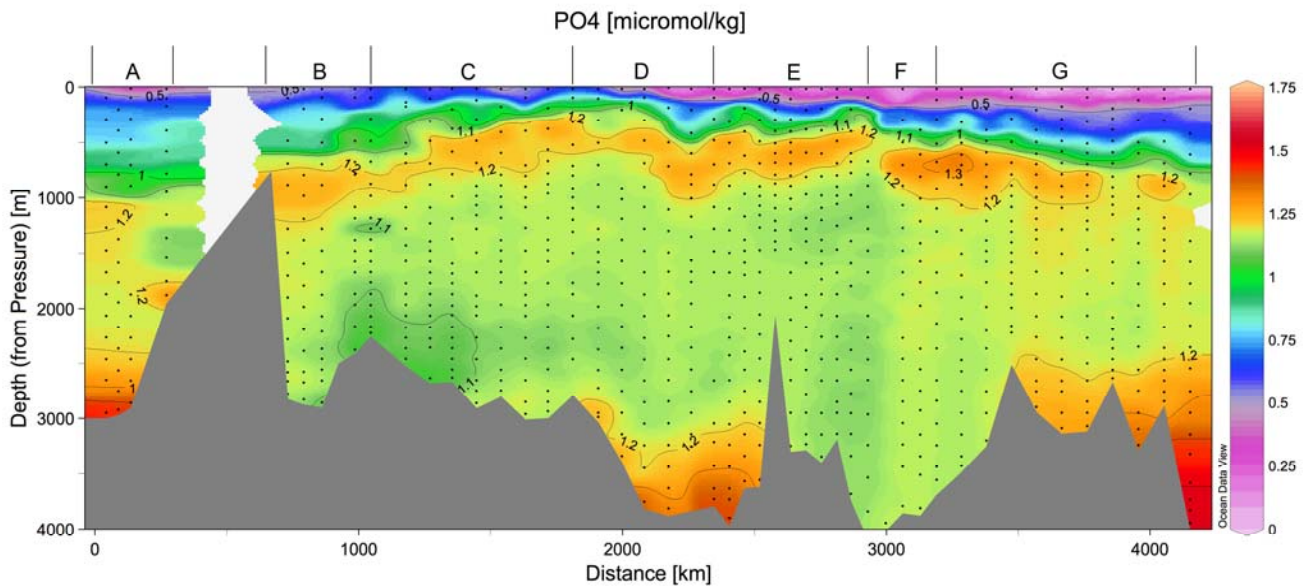 PO4 [micromol/kg]
A B C D E F G
0.5 0.5 1 0.5 0.5
1.1 1.1 1.2 1.1 1
1 1.2 1.2 1.2 1.3 1.2
1.2 1.1 1.2
1.2
1.1 1.2
1 1.2 1.2
0
1000
2000
3000
4000
Depth (from Pressure) [m]
0 1000 2000 3000 4000
Distance [km]
1.75
1.5
1.25
1
0.75
0.5
0.25
0
Ocean Data View